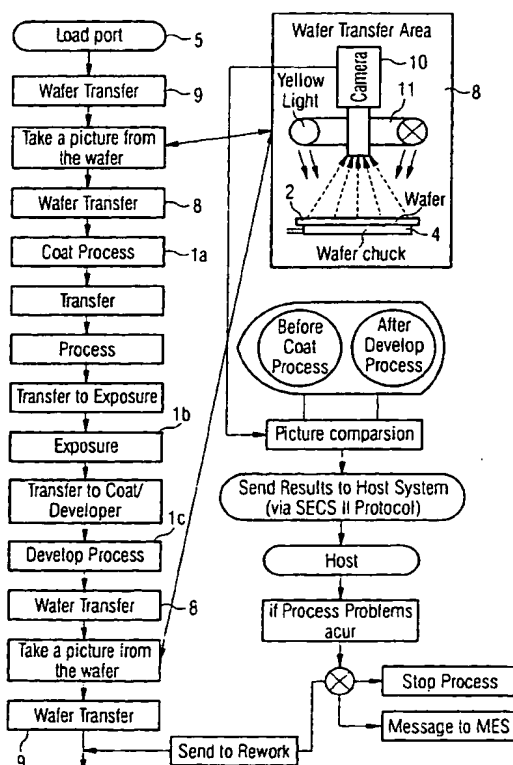 Load port
5
Wafer Transfer
9
Take a picture from
the wafer
Wafer Transfer
8
Coat Process
1a
Transfer
Process
Transfer to Exposure
1b
Exposure
Transfer to Coat/
Developer
1c
Develop Process
Wafer Transfer
8
Take a picture from
the wafer
Wafer Transfer
9
Wafer Transfer Area
10
Camera
Yellow
Light
11
8
2
Wafer
4
Wafer chuck
Before
Coat
Process
After
Develop
Process
Picture comparsion
Send Results to Host System
(via SECS II Protocol)
Host
if Process Problems
acur
Stop Process
Message to MES
Send to Rework